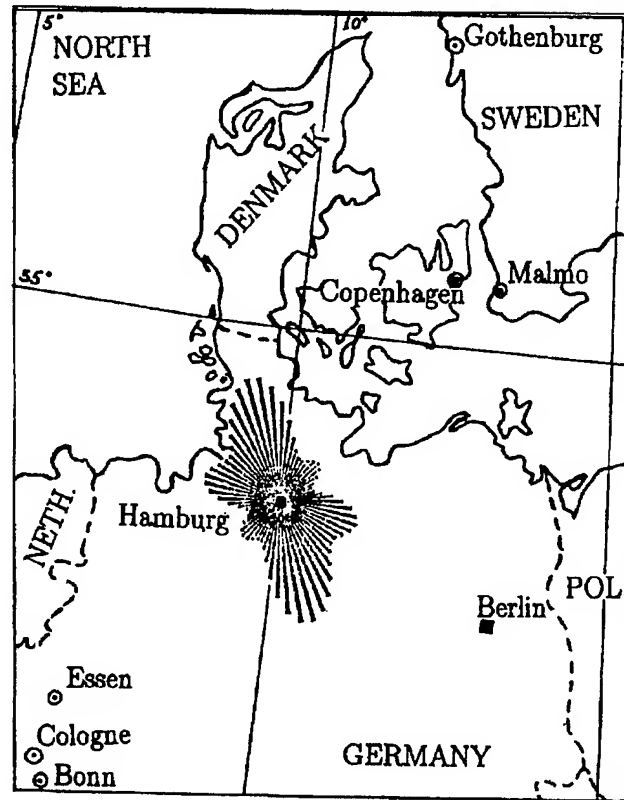 5°
10°
NORTH
SEA
Gothenburg
SWEDEN
DENMARK
55°
Copenhagen
Malmo
NETH.
Hamburg
POL
Berlin
Essen
Cologne
Bonn
GERMANY